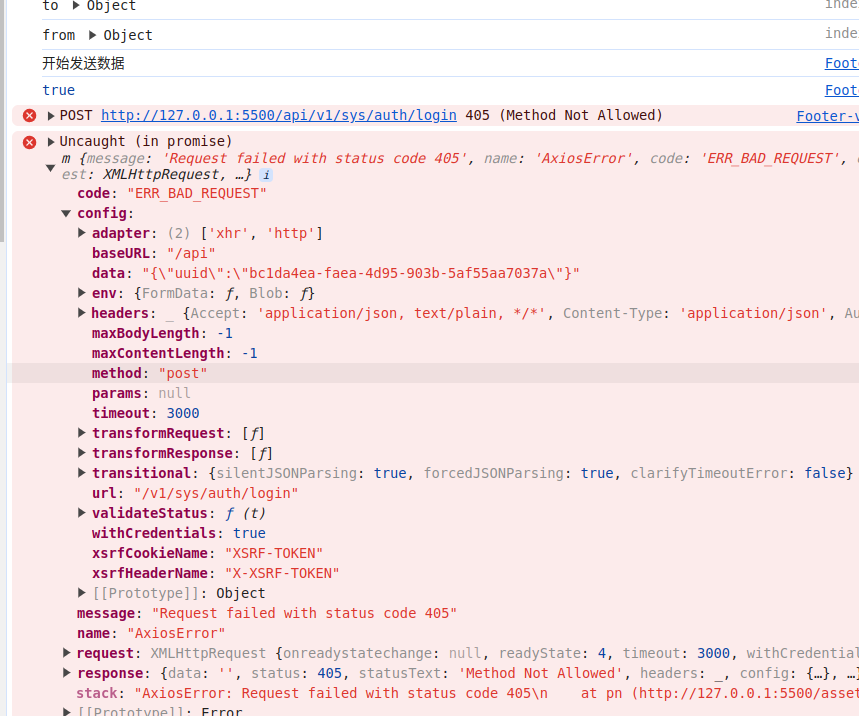 to ▶ Object inde
from ▶ Object inde
开始发送数据 Foot
true Foot
▶ POST http://127.0.0.1:5500/api/v1/sys/auth/login 405 (Method Not Allowed) Footer-v
▶ Uncaught (in promise)
▼ m {message: 'Request failed with status code 405', name: 'AxiosError', code: 'ERR_BAD_REQUEST',
est: XMLHttpRequest, …} i
code: "ERR_BAD_REQUEST"
▼ config:
▶ adapter: (2) ['xhr', 'http']
baseURL: "/api"
data: "{\"uuid\":\"bc1da4ea-faea-4d95-903b-5af55aa7037a\"}"
▶ env: {FormData: ƒ, Blob: ƒ}
▶ headers: _ {Accept: 'application/json, text/plain, */*', Content-Type: 'application/json', Au
maxBodyLength: -1
maxContentLength: -1
method: "post"
params: null
timeout: 3000
▶ transformRequest: [ƒ]
▶ transformResponse: [ƒ]
▶ transitional: {silentJSONParsing: true, forcedJSONParsing: true, clarifyTimeoutError: false}
url: "/v1/sys/auth/login"
▶ validateStatus: ƒ (t)
withCredentials: true
xsrfCookieName: "XSRF-TOKEN"
xsrfHeaderName: "X-XSRF-TOKEN"
▶ [[Prototype]]: Object
message: "Request failed with status code 405"
name: "AxiosError"
▶ request: XMLHttpRequest {onreadystatechange: null, readyState: 4, timeout: 3000, withCredential
▶ response: {data: '', status: 405, statusText: 'Method Not Allowed', headers: _, config: {…}, …}
stack: "AxiosError: Request failed with status code 405\n    at pn (http://127.0.0.1:5500/asset
▶ [[Prototype]]: Error